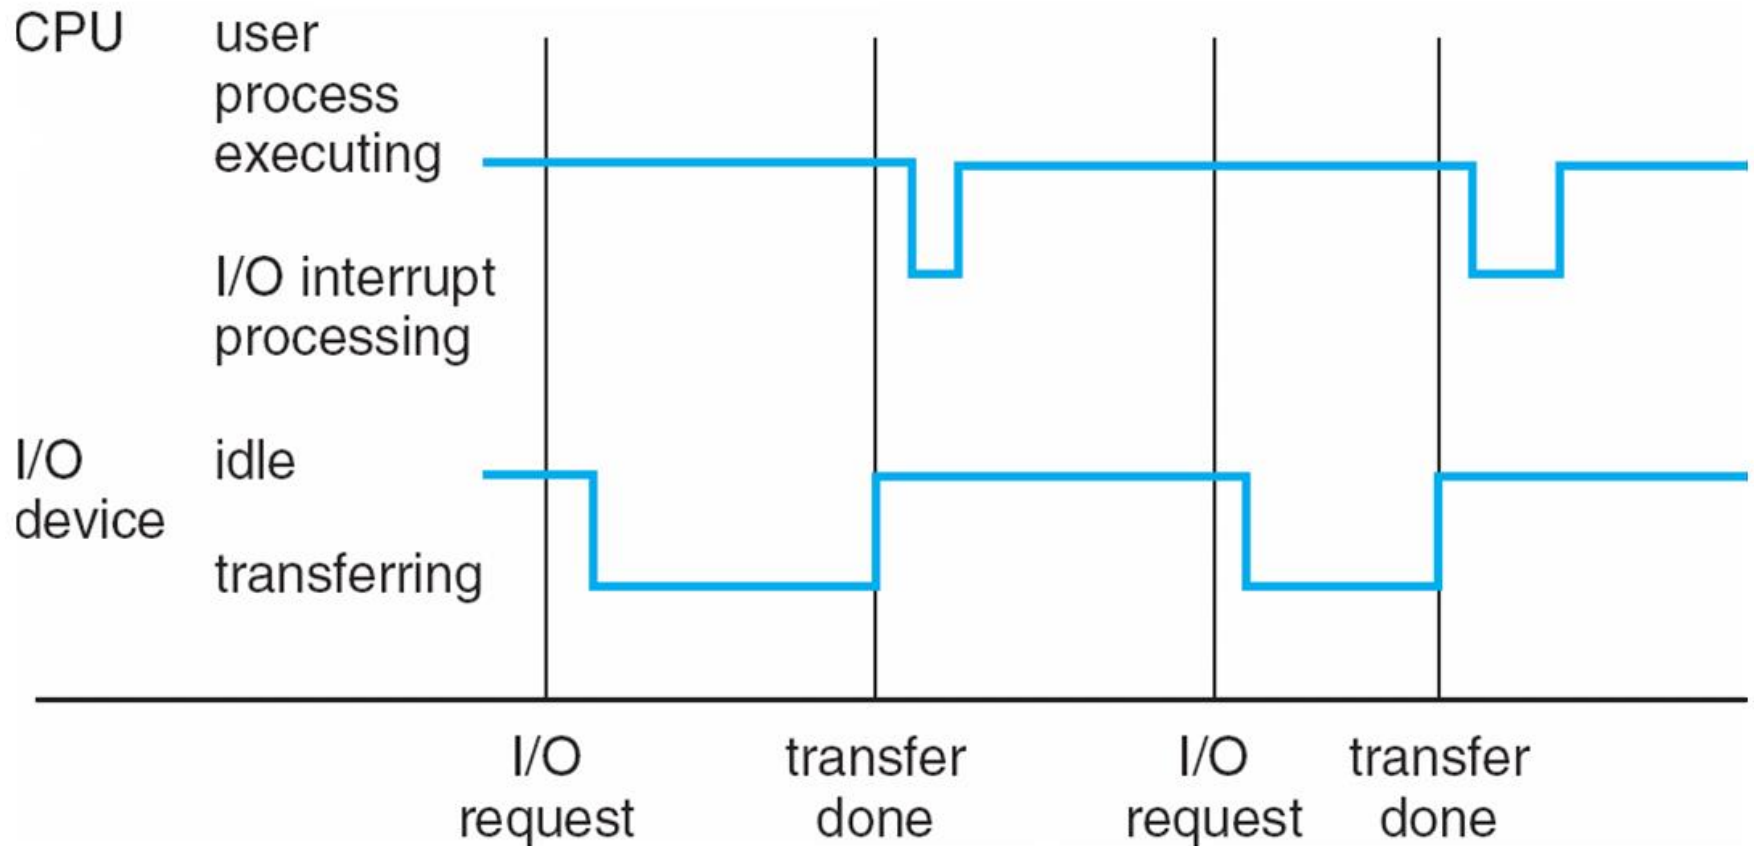 CPU user
process
executing
I/O interrupt
processing
I/O idle
device
transferring
I/O transfer I/O transfer
request done request done